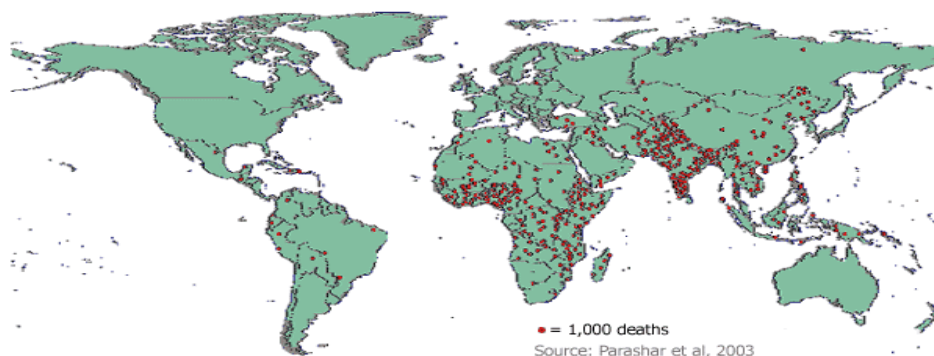 = 1,000 deaths
Source: Parashar et al. 2003